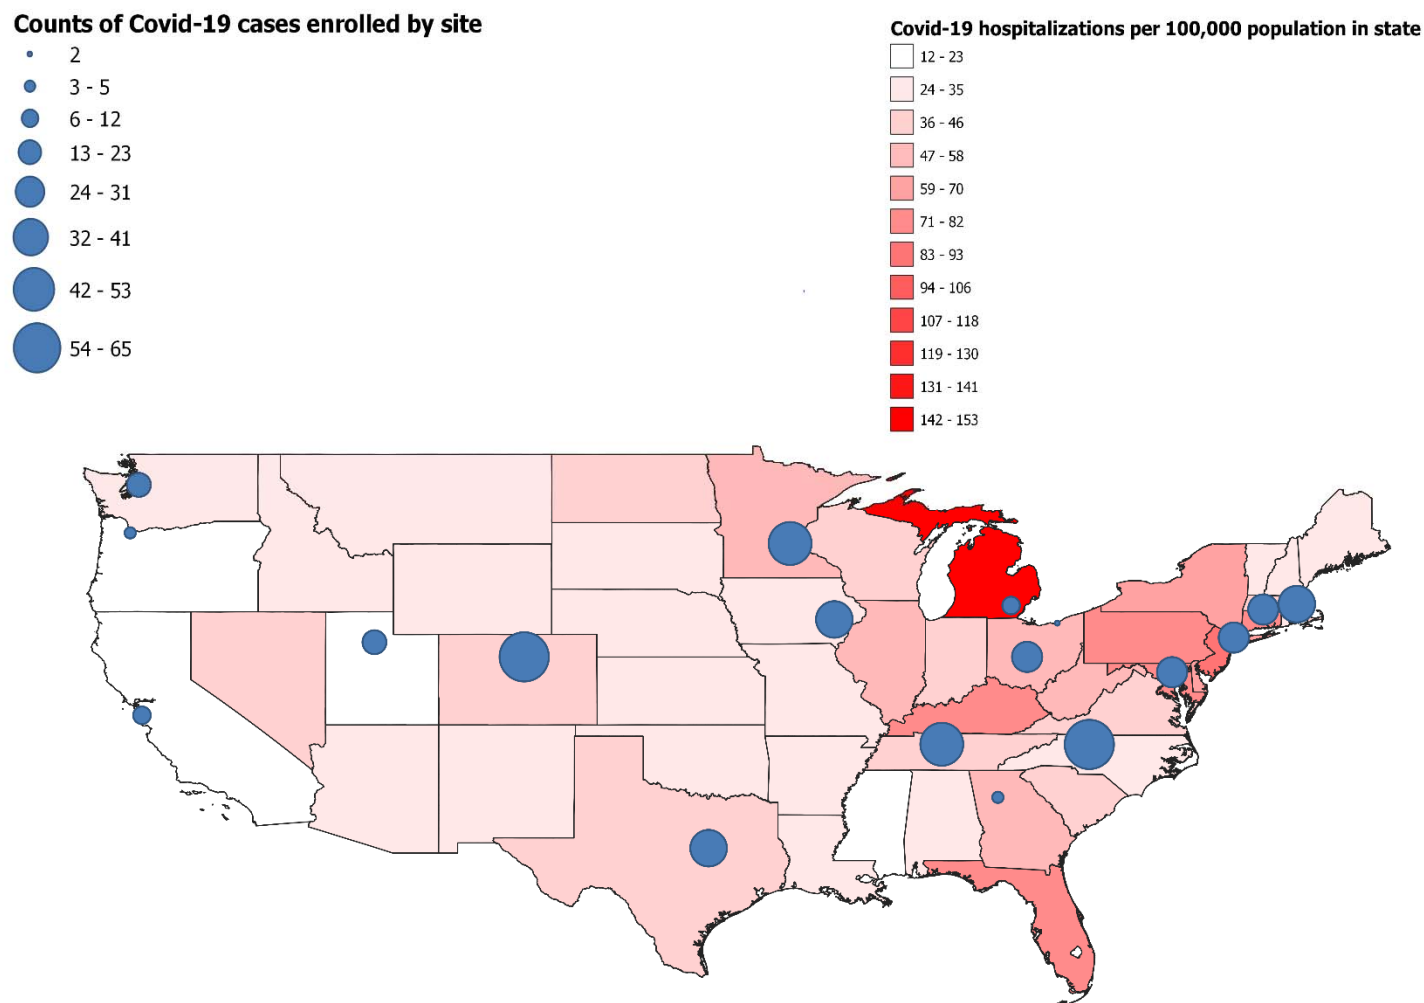 Counts of Covid-19 cases enrolled by site
2
3 - 5
6 - 12
13 - 23
24 - 31
32 - 41
42 - 53
54 - 65
Covid-19 hospitalizations per 100,000 population in state
12 - 23
24 - 35
36 - 46
47 - 58
59 - 70
71 - 82
83 - 93
94 - 106
107 - 118
119 - 130
131 - 141
142 - 153